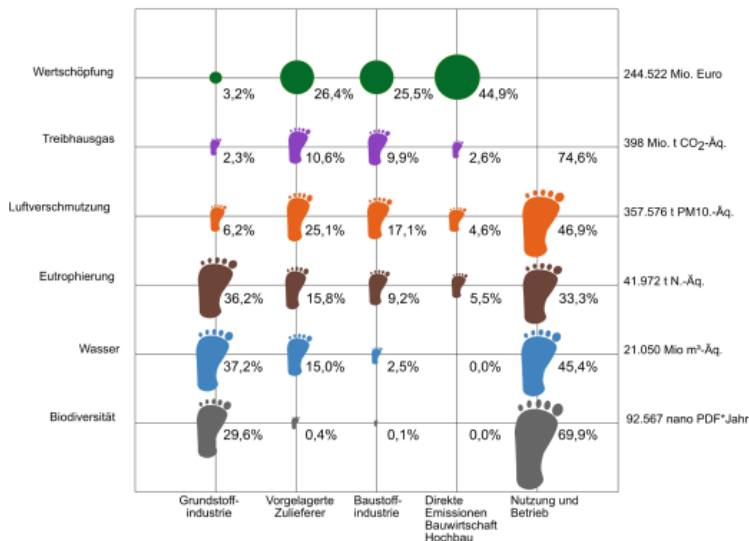 Wertschöpfung 3,2% 26,4% 25,5% 44,9% 244.522 Mio. Euro
Treibhausgas 2,3% 10,6% 9,9% 2,6% 74,6% 398 Mio. t CO₂-Äq.
Luftverschmutzung 6,2% 25,1% 17,1% 4,6% 46,9% 357.576 t PM10.-Äq.
Eutrophierung 36,2% 15,8% 9,2% 5,5% 33,3% 41.972 t N.-Äq.
Wasser 37,2% 15,0% 2,5% 0,0% 45,4% 21.050 Mio m³-Äq.
Biodiversität 29,6% 0,4% 0,1% 0,0% 69,9% 92.567 nano PDF*Jahr
Grundstoff-
industrie
Vorgelagerte
Zulieferer
Baustoff-
industrie
Direkte
Emissionen
Bauwirtschaft
Hochbau
Nutzung und
Betrieb